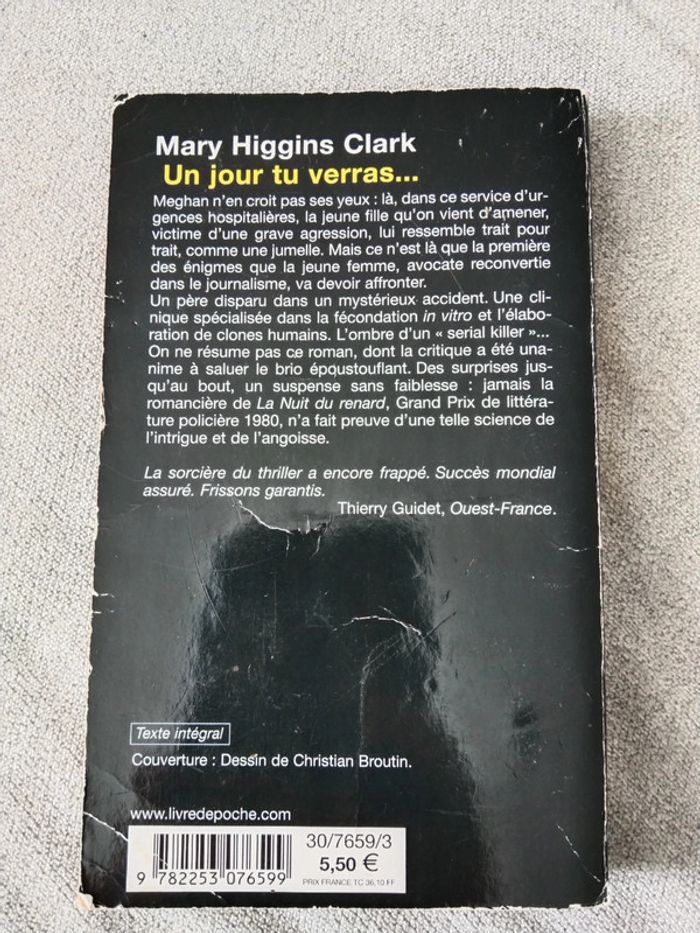 Mary Higgins Clark
Un jour tu verras...
Meghan n'en croit pas ses yeux : là, dans ce service d'ur-
gences hospitalières, la jeune fille qu'on vient d'amener,
victime d'une grave agression, lui ressemble trait pour
trait, comme une jumelle. Mais ce n'est là que la première
des énigmes que la jeune femme, avocate reconvertie
dans le journalisme, va devoir affronter.
Un père disparu dans un mystérieux accident. Une cli-
nique spécialisée dans la fécondation in vitro et l'élabo-
ration de clones humains. L'ombre d'un « serial killer »...
On ne résume pas ce roman, dont la critique a été una-
nime à saluer le brio époustouflant. Des surprises jus-
qu'au bout, un suspense sans faiblesse : jamais la
romancière de La Nuit du renard, Grand Prix de littéra-
ture policière 1980, n'a fait preuve d'une telle science de
l'intrigue et de l'angoisse.
La sorcière du thriller a encore frappé. Succès mondial
assuré. Frissons garantis.
Thierry Guidet, Ouest-France.
Texte intégral
Couverture : Dessin de Christian Broutin.
www.livredepoche.com
30/7659/3
5,50 €
PRIX FRANCE TC 36,10 FF
9 782253 076599